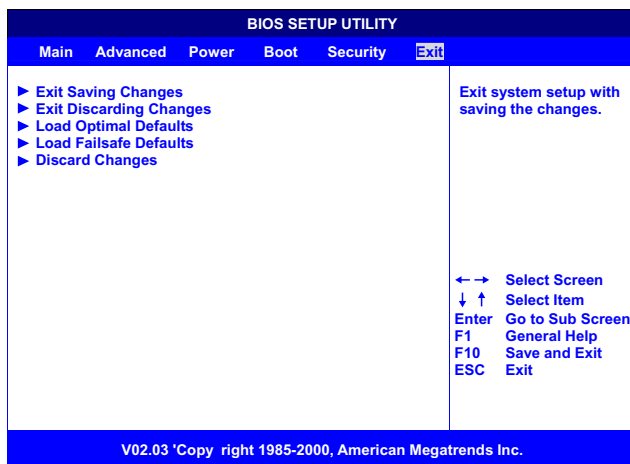 BIOS SETUP UTILITY
Main Advanced Power Boot Security Exit
▶ Exit Saving Changes
▶ Exit Discarding Changes
▶ Load Optimal Defaults
▶ Load Failsafe Defaults
▶ Discard Changes
Exit system setup with
saving the changes.
←→ Select Screen
↓ ↑ Select Item
Enter Go to Sub Screen
F1 General Help
F10 Save and Exit
ESC Exit
V02.03 'Copy right 1985-2000, American Megatrends Inc.